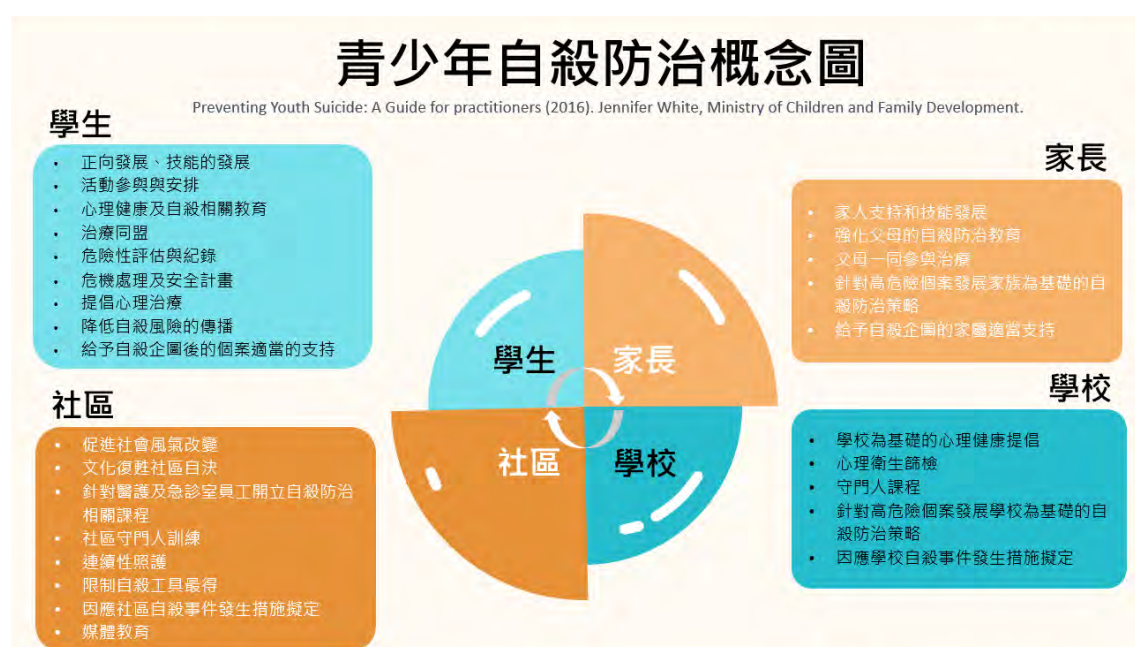 青少年自殺防治概念圖
Preventing Youth Suicide: A Guide for practitioners (2016). Jennifer White, Ministry of Children and Family Development.
學生
• 正向發展、技能的發展
• 活動參與與安排
• 心理健康及自殺相關教育
• 治療同盟
• 危險性評估與紀錄
• 危機處理及安全計畫
• 提倡心理治療
• 降低自殺風險的傳播
• 給予自殺企圖後的個案適當的支持
家長
• 家人支持和技能發展
• 強化父母的自殺防治教育
• 父母一同參與治療
• 針對高危險個案發展家族為基礎的自
殺防治策略
• 給予自殺企圖的家屬適當支持
學生
家長
社區
學校
社區
• 促進社會風氣改變
• 文化復甦社區自決
• 針對醫護及急診室員工開立自殺防治
相關課程
• 社區守門人訓練
• 連續性照護
• 限制自殺工具最得
• 因應社區自殺事件發生措施擬定
• 媒體教育
學校
• 學校為基礎的心理健康提倡
• 心理衛生篩檢
• 守門人課程
• 針對高危險個案發展學校為基礎的自
殺防治策略
• 因應學校自殺事件發生措施擬定